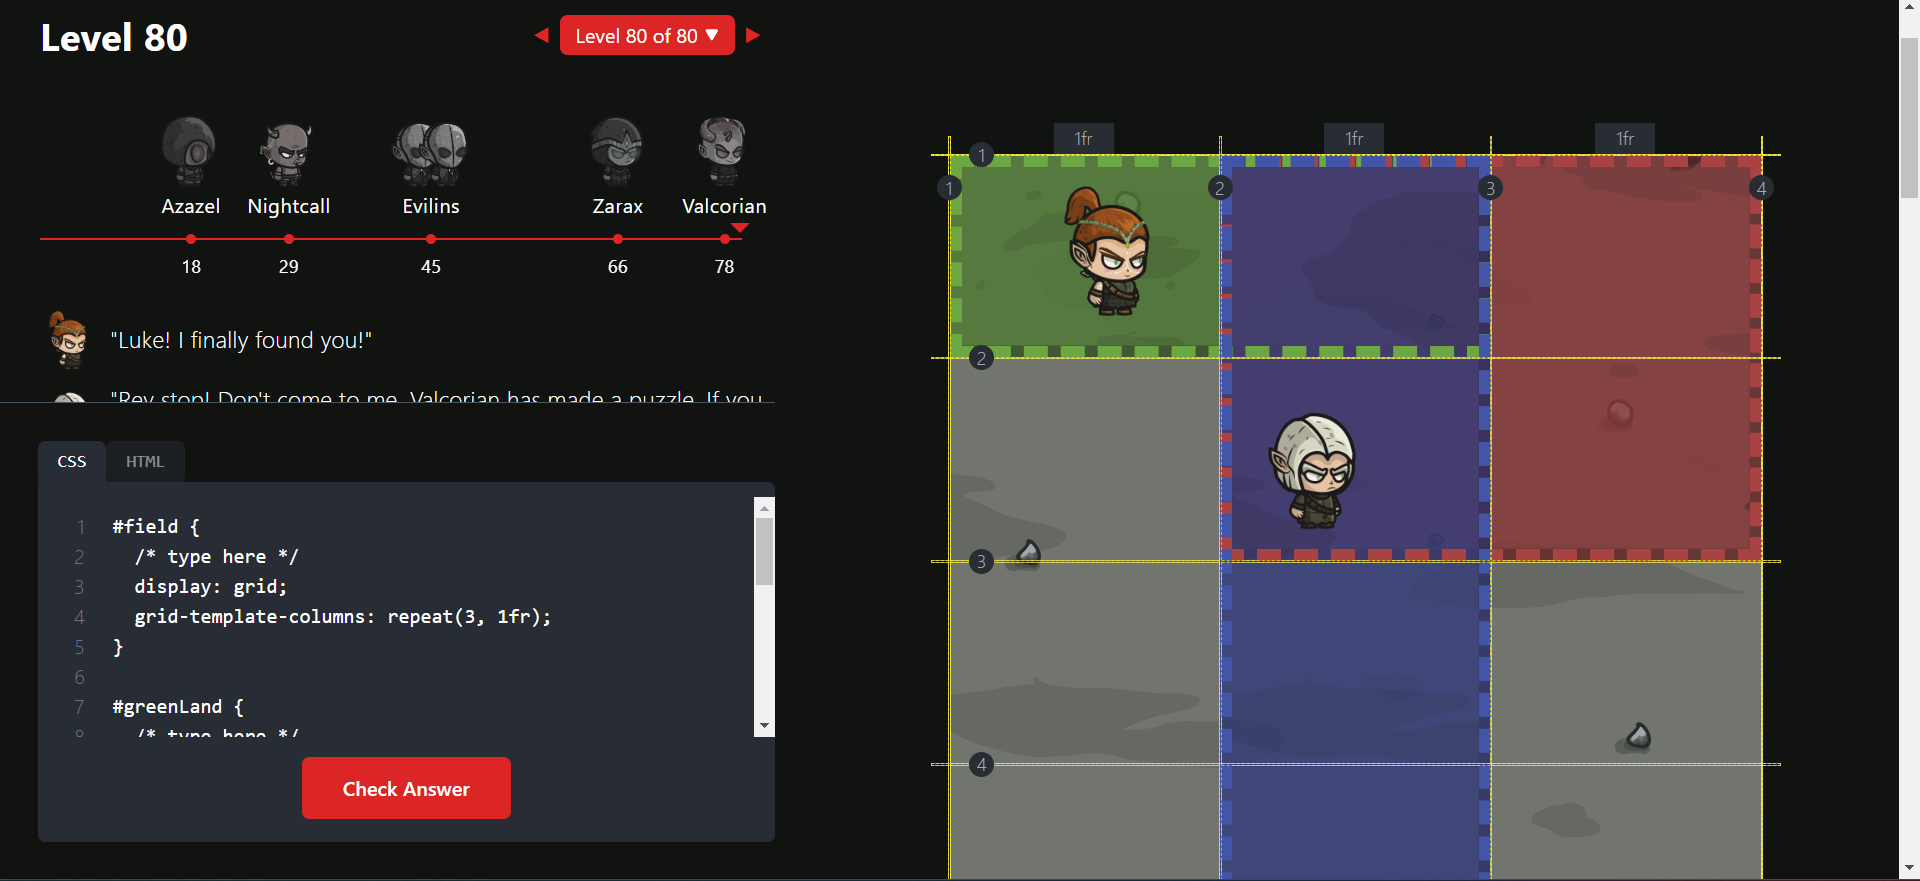 Level 80
Level 80 of 80 ▼
Azazel Nightcall Evilins Zarax Valcorian
18 29 45 66 78
"Luke! I finally found you!"
"Rey stop! Don't come to me. Valcorian has made a puzzle. If you
CSS HTML
1 #field {
2 /* type here */
3 display: grid;
4 grid-template-columns: repeat(3, 1fr);
5 }
6
7 #greenLand {
8 /* type here */
Check Answer
1fr 1fr 1fr
1
1 2 3 4
2
3
4